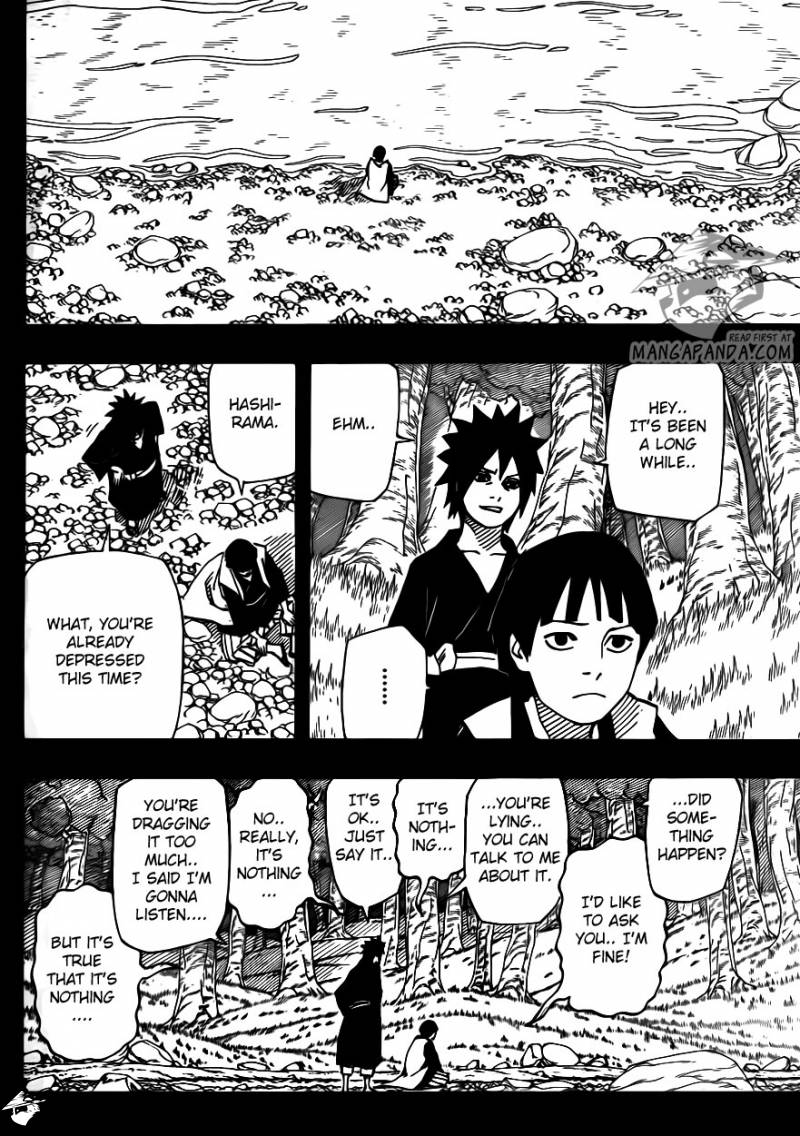 READ FIRST AT
MANGAPANDA.COM
HEY..
IT'S BEEN
A LONG
WHILE..
EHM..
........
HASHI-
RAMA.
WHAT, YOU'RE
ALREADY
DEPRESSED
THIS TIME?
...DID
SOME-
THING
HAPPEN?
I'D LIKE
TO ASK
YOU.. I'M
FINE!
...YOU'RE
LYING..
YOU CAN
TALK TO ME
ABOUT IT.
IT'S
NOTH-
ING...
IT'S
OK..
JUST
SAY IT..
NO..
REALLY,
IT'S
NOTHING
...
YOU'RE
DRAGGING
IT TOO
MUCH..
I SAID I'M
GONNA
LISTEN....
BUT IT'S
TRUE
THAT IT'S
NOTHING
....